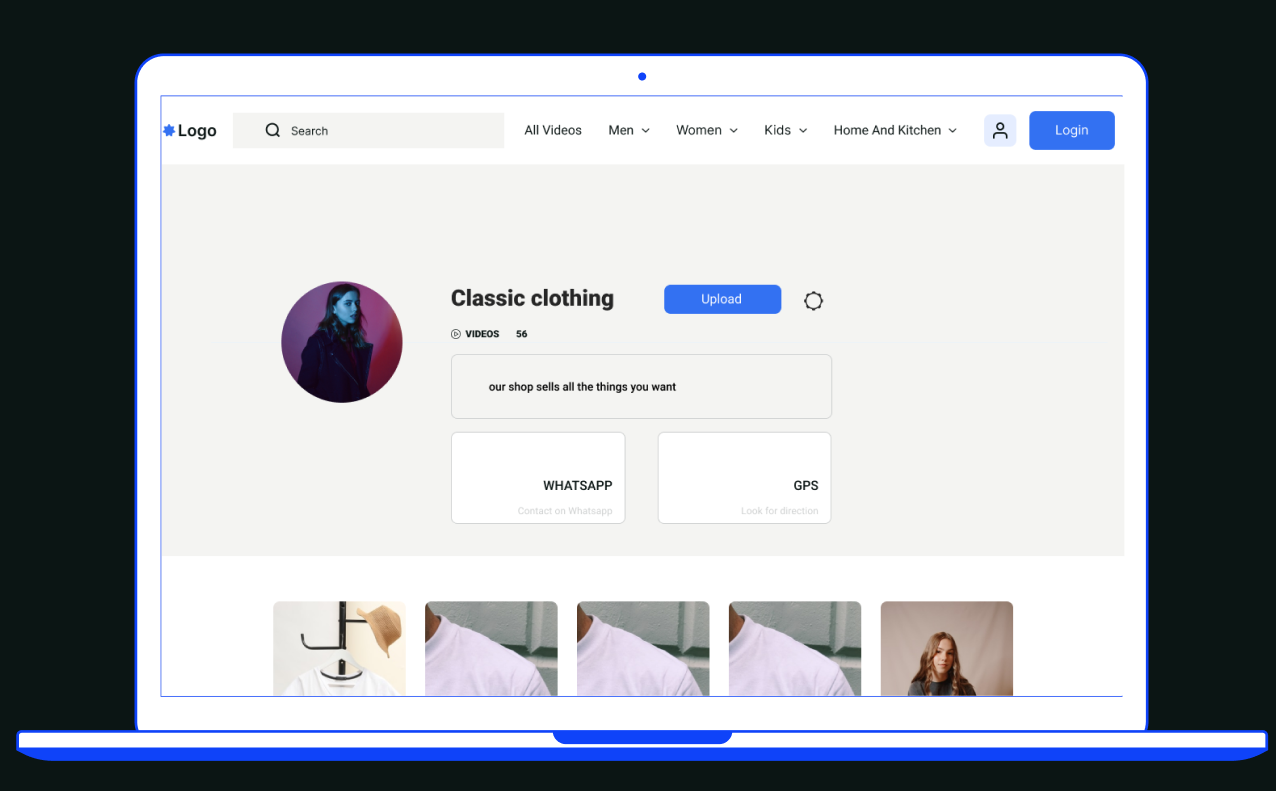 Logo
Search
All Videos
Men
Women
Kids
Home And Kitchen
Login
Classic clothing
Upload
VIDEOS 56
our shop sells all the things you want
WHATSAPP
Contact on Whatsapp
GPS
Look for direction